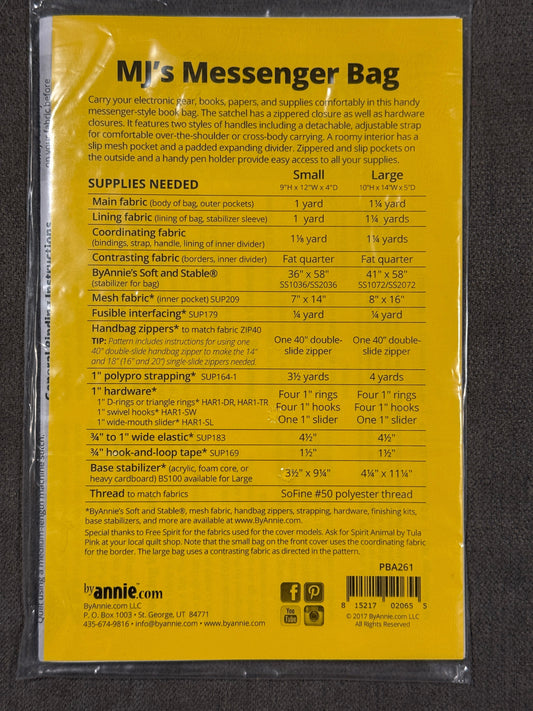 MJ's Messenger Bag
Carry your electronic gear, books, papers, and supplies comfortably in this handy
messenger-style book bag. The satchel has a zippered closure as well as hardware
closures. It features two styles of handles including a detachable, adjustable strap
for comfortable over-the-shoulder or cross-body carrying. A roomy interior has a
slip mesh pocket and a padded expanding divider. Zippered and slip pockets on
the outside and a handy pen holder provide easy access to all your supplies.
SUPPLIES NEEDED Small 9"H x 12"W x 4"D Large 10"H x 14"W x 5"D
Main fabric (body of bag, outer pockets) 1 yard 1¼ yard
Lining fabric (lining of bag, stabilizer sleeve) 1 yard 1¼ yards
Coordinating fabric
(bindings, strap, handle, lining of inner divider) 1⅛ yard 1¼ yards
Contrasting fabric (borders, inner divider) Fat quarter Fat quarter
ByAnnie's Soft and Stable® 36" x 58" 41" x 58"
(stabilizer for bag) SS1036/SS2036 SS1072/SS2072
Mesh fabric* (inner pocket) SUP209 7" x 14" 8" x 16"
Fusible interfacing* SUP179 ¼ yard ¼ yard
Handbag zippers* to match fabric ZIP40
TIP: Pattern includes instructions for using one One 40" double- One 40" double-
40" double-slide handbag zipper to make the 14" slide zipper slide zipper
and 18" (16" and 20") single-slide zippers needed.
1" polypro strapping* SUP164-1 3½ yards 4 yards
1" hardware* Four 1" rings Four 1" rings
1" D-rings or triangle rings* HAR1-DR, HAR1-TR Four 1" hooks Four 1" hooks
1" swivel hooks* HAR1-SW One 1" slider One 1" slider
1" wide-mouth slider* HAR1-SL
¾" to 1" wide elastic* SUP183 4½" 4½"
¾" hook-and-loop tape* SUP169 1½" 1½"
Base stabilizer* (acrylic, foam core, or 3½" x 9¼" 4¼" x 11¼"
heavy cardboard) BS100 available for Large
Thread to match fabrics SoFine #50 polyester thread
*ByAnnie's Soft and Stable®, mesh fabric, handbag zippers, strapping, hardware, finishing kits,
base stabilizers, and more are available at www.ByAnnie.com.
Special thanks to Free Spirit for the fabrics used for the cover models. Ask for Spirit Animal by Tula
Pink at your local quilt shop. Note that the small bag on the front cover uses the coordinating fabric
for the border. The large bag uses a contrasting fabric as directed in the pattern.
PBA261
byannie.com
ByAnnie.com LLC
P. O. Box 1003 • St. George, UT 84771
435-674-9816 • info@byannie.com • www.byannie.com
You Tube
8 15217 02065 5
© 2017 ByAnnie.com LLC
All Rights Reserved
on your fabric before
General Binding Instructions